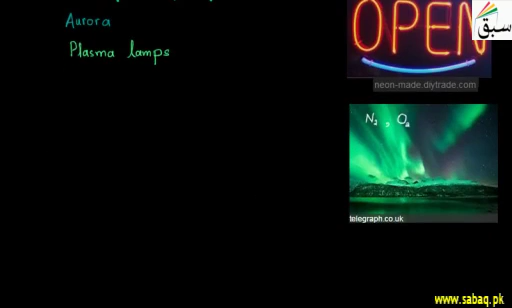 Aurora
Plasma lamps
OPEN
سبق
neon-made.diytrade.com
N₂ , O₂
telegraph.co.uk
www.sabaq.pk